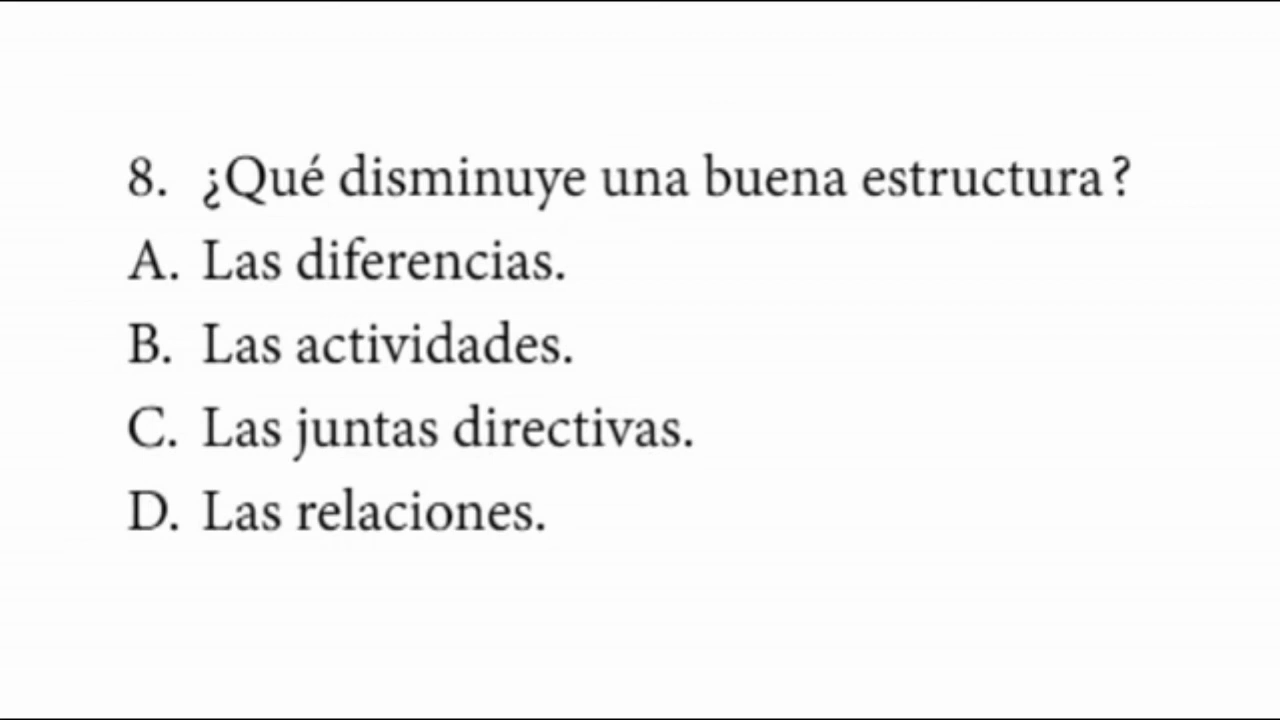 8. ¿Qué disminuye una buena estructura?
A. Las diferencias.
B. Las actividades.
C. Las juntas directivas.
D. Las relaciones.